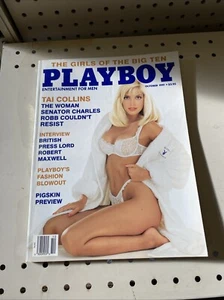 THE GIRLS OF THE BIG TEN
PLAYBOY
ENTERTAINMENT FOR MEN
TAI COLLINS
THE WOMAN
SENATOR CHARLES
ROBB COULDN'T
RESIST
INTERVIEW
BRITISH
PRESS LORD
ROBERT
MAXWELL
PLAYBOY'S
FASHION
BLOWOUT
PIGSKIN
PREVIEW